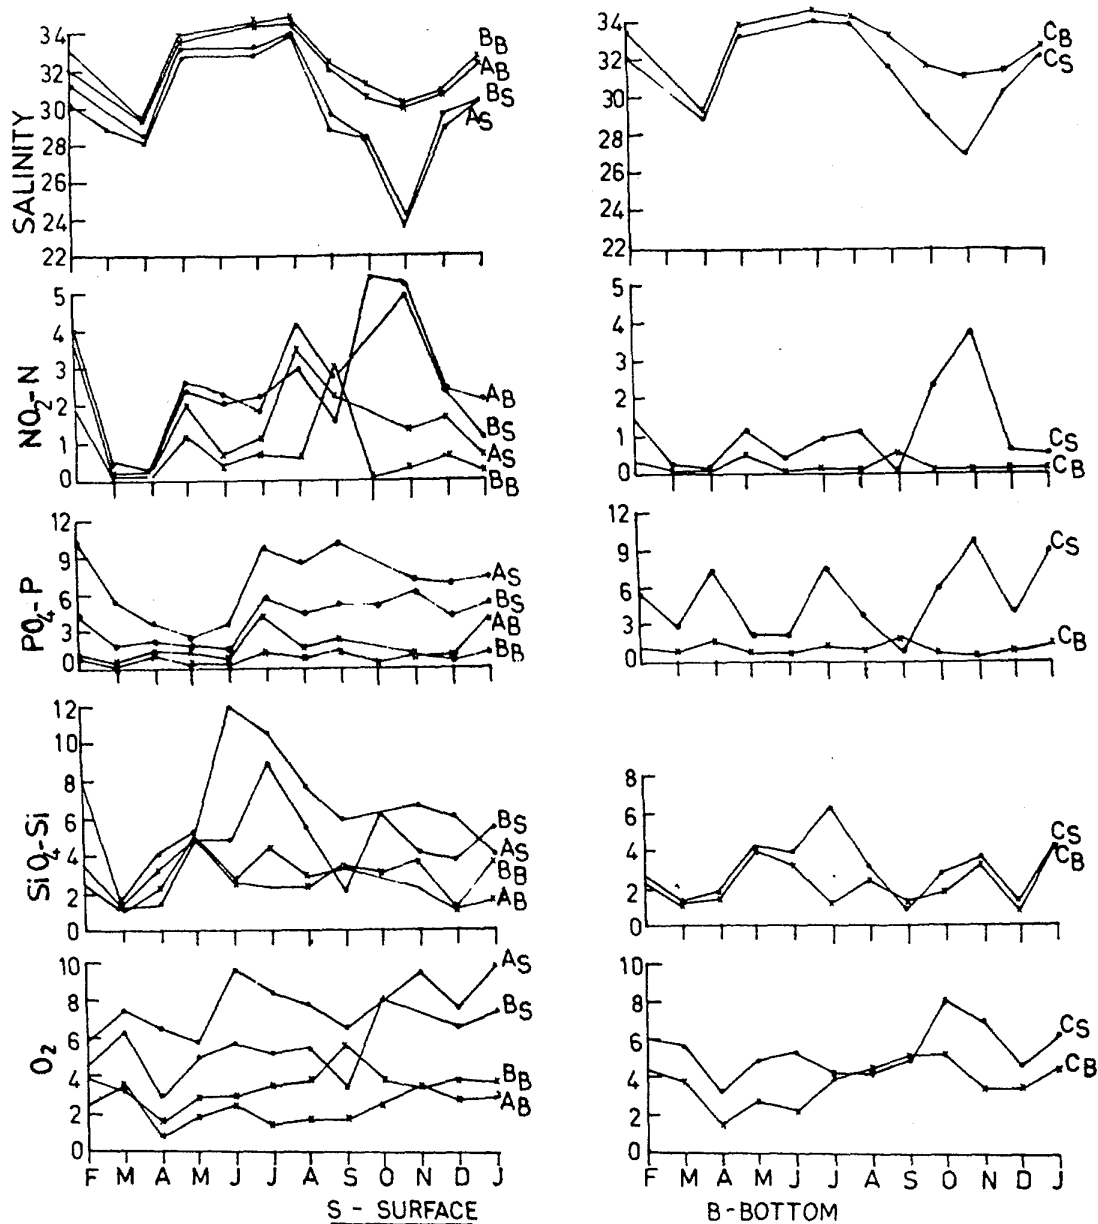 SALINITY
34
32
30
28
26
24
22
BB
AB
BS
AS
34
32
30
28
26
24
22
CB
CS
NO2-N
5
4
3
2
1
0
AB
BS
AS
BB
5
4
3
2
1
0
CS
CB
PO4-P
12
9
6
3
0
AS
BS
AB
BB
12
9
6
3
0
CS
CB
SiO4-Si
12
10
8
6
4
2
0
BS
AS
BB
AB
8
6
4
2
0
CS
CB
O2
10
8
6
4
2
0
AS
BS
BB
AB
10
8
6
4
2
0
CS
CB
F M A M J J A S O N D J
F M A M J J A S O N D J
S - SURFACE
B-BOTTOM